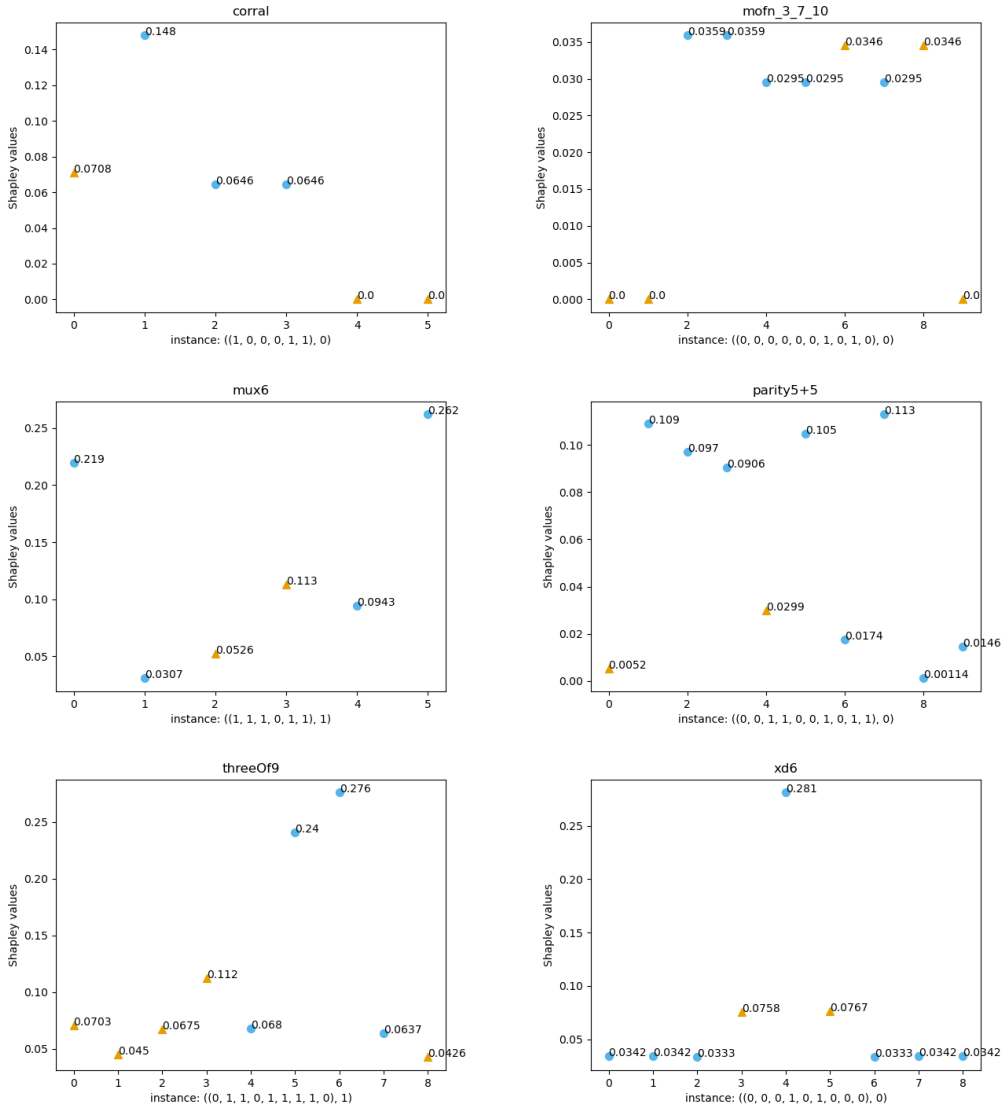 corral
0.148
0.14
0.12
0.10
0.08
0.0708
0.0646 0.0646
0.06
0.04
0.02
0.0 0.0
0.00
Shapley values
0 1 2 3 4 5
instance: ((1, 0, 0, 0, 1, 1), 0)
mofn_3_7_10
0.0359 0.0359
0.0346 0.0346
0.035
0.0295 0.0295 0.0295
0.030
0.025
0.020
0.015
0.010
0.005
0.0 0.0 0.0
0.000
Shapley values
0 2 4 6 8
instance: ((0, 0, 0, 0, 0, 0, 1, 0, 1, 0), 0)
mux6
0.262
0.25
0.219
0.20
0.15
0.113
0.10
0.0943
0.0526
0.05
0.0307
Shapley values
0 1 2 3 4 5
instance: ((1, 1, 1, 0, 1, 1), 1)
parity5+5
0.113
0.109
0.105
0.10
0.097
0.0906
0.08
0.06
0.04
0.0299
0.02
0.0174
0.0146
0.0052
0.00114
0.00
Shapley values
0 1 2 3 4 5 6 7 8 9
instance: ((0, 0, 1, 1, 0, 0, 1, 0, 1, 1), 0)
threeOf9
0.276
0.25
0.24
0.20
0.15
0.112
0.10
0.0703
0.0675
0.068
0.0637
0.045
0.0426
0.05
Shapley values
0 1 2 3 4 5 6 7 8
instance: ((0, 1, 1, 0, 1, 1, 1, 1, 0), 1)
xd6
0.281
0.25
0.20
0.15
0.10
0.0758 0.0767
0.05
0.0342 0.0342 0.0333 0.0333 0.0342 0.0342
Shapley values
0 1 2 3 4 5 6 7 8
instance: ((0, 0, 0, 1, 0, 1, 0, 0, 0), 0)